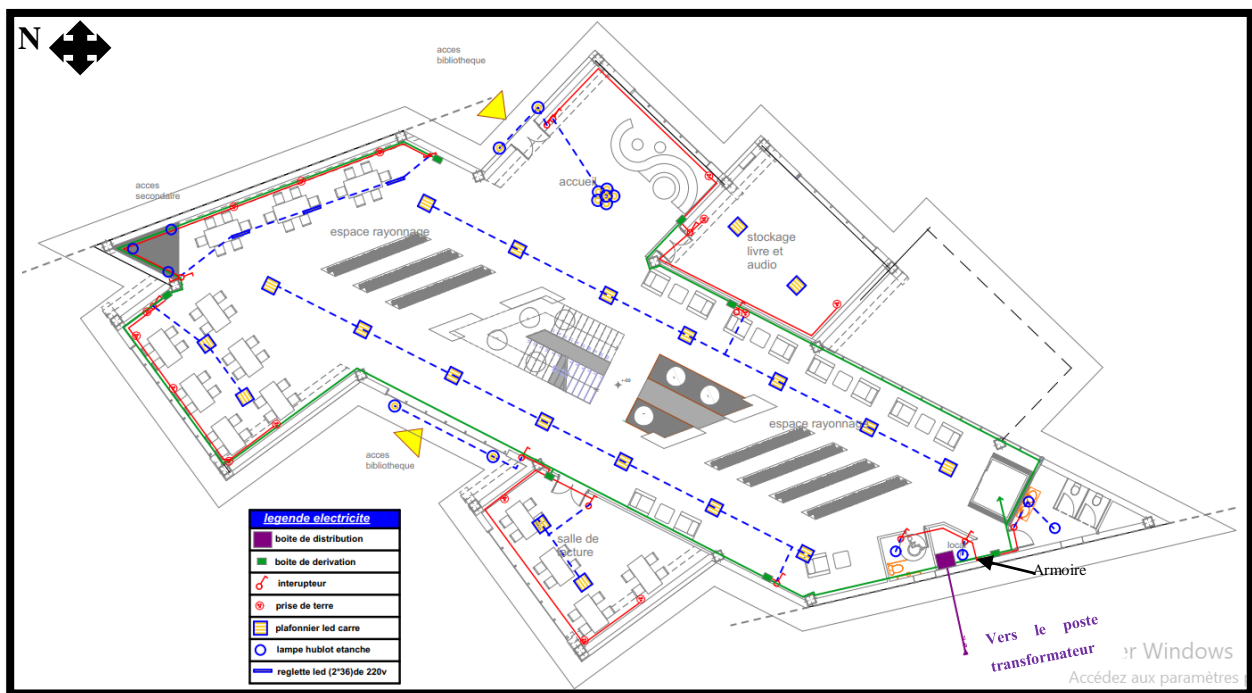 N
acces
bibliotheque
acces
secondaire
accueil
espace rayonnage
stockage
livre et
audio
espace rayonnage
acces
bibliotheque
salle de
lecture
local
Armoire
Vers le poste
transformateur
legende electricite
boite de distribution
boite de derivation
interupteur
prise de terre
plafonnier led carre
lampe hublot etanche
reglette led (2*36)de 220v
er Windows
Accédez aux paramètres